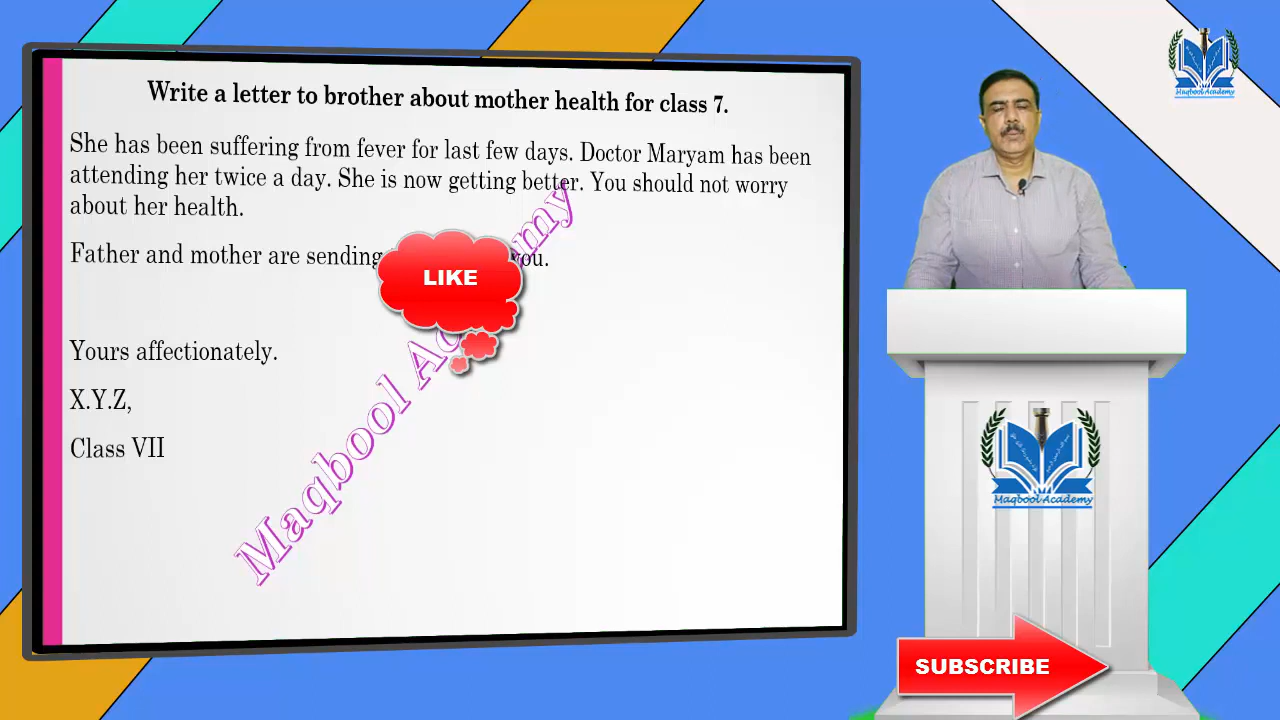 Write a letter to brother about mother health for class 7.
She has been suffering from fever for last few days. Doctor Maryam has been
attending her twice a day. She is now getting better. You should not worry
about her health.
Father and mother are sending you.
LIKE
Yours affectionately.
X.Y.Z,
Class VII
Maqbool Academy
Maqbool Academy
SUBSCRIBE